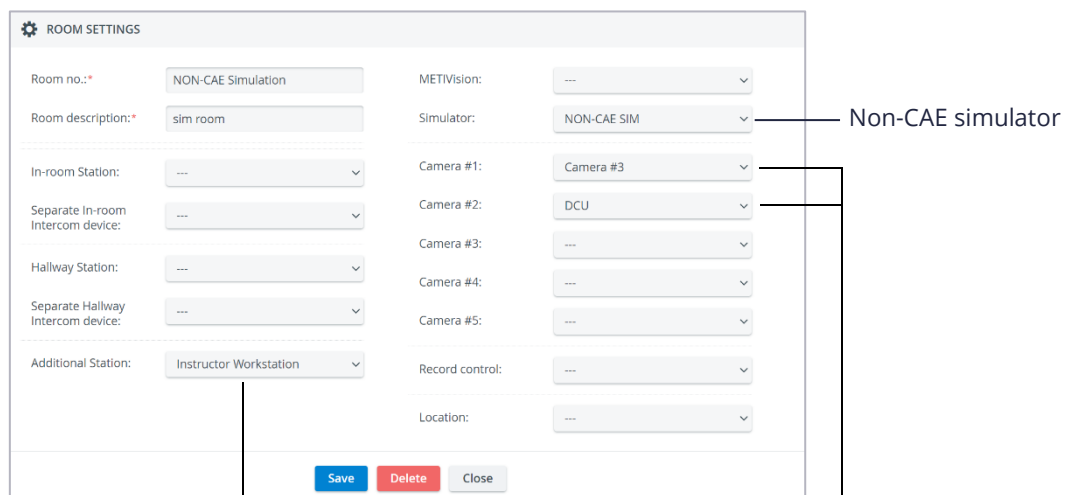 ROOM SETTINGS
Room no.:*
NON-CAE Simulation
Room description:*
sim room
In-room Station:
---
Separate In-room
Intercom device:
---
Hallway Station:
---
Separate Hallway
Intercom device:
---
Additional Station:
Instructor Workstation
METIVision:
---
Simulator:
NON-CAE SIM
Non-CAE simulator
Camera #1:
Camera #3
Camera #2:
DCU
Camera #3:
---
Camera #4:
---
Camera #5:
---
Record control:
---
Location:
---
Save
Delete
Close